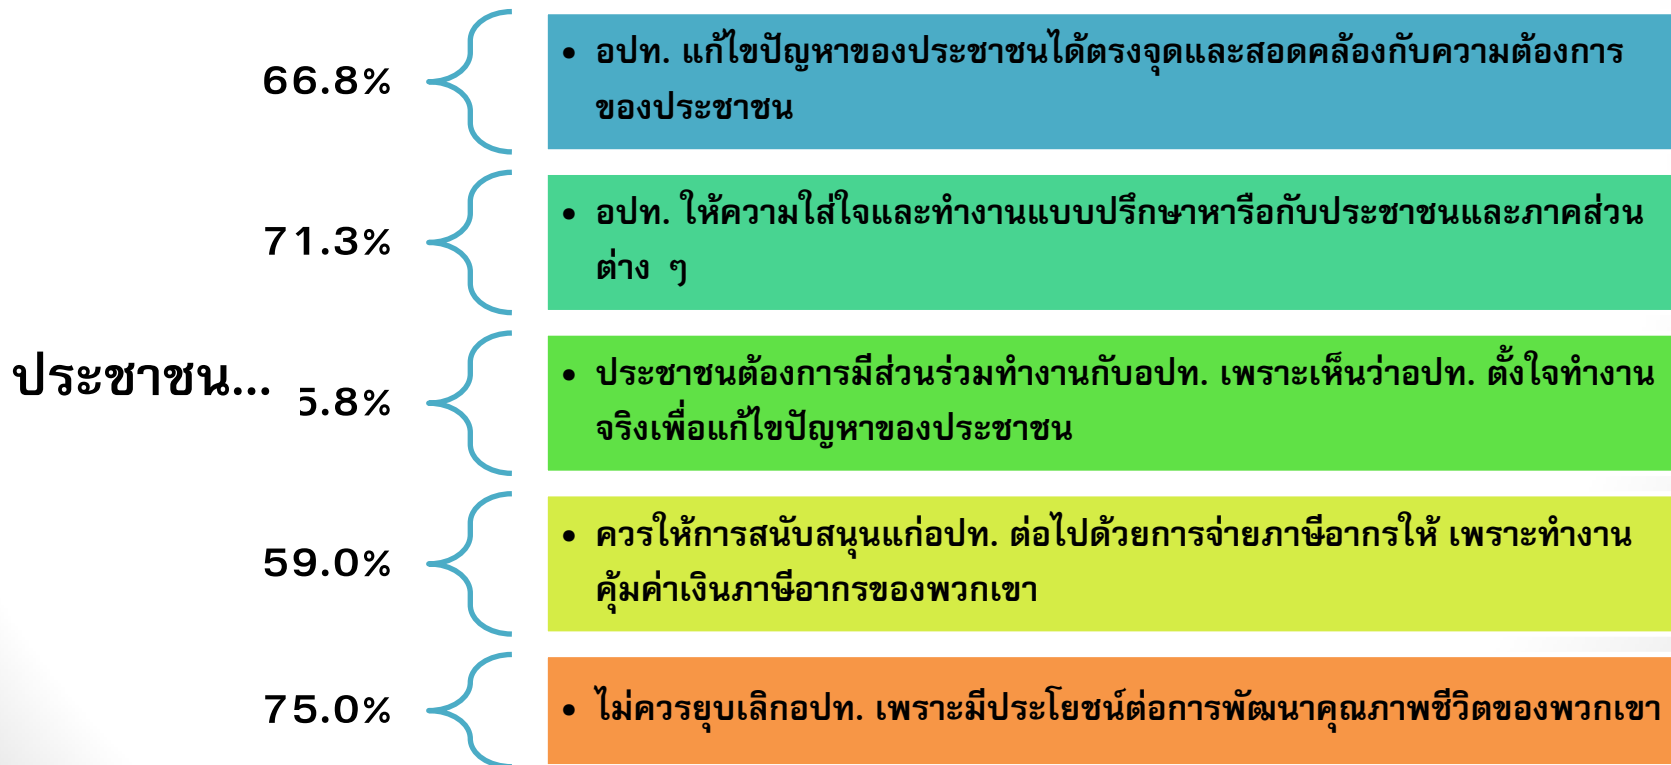 66.8%
• อปท. แก้ไขปัญหาของประชาชนได้ตรงจุดและสอดคล้องกับความต้องการ
ของประชาชน
71.3%
• อปท. ให้ความใส่ใจและทำงานแบบปรึกษาหารือกับประชาชนและภาคส่วน
ต่าง ๆ
ประชาชน...
5.8%
• ประชาชนต้องการมีส่วนร่วมทำงานกับอปท. เพราะเห็นว่าอปท. ตั้งใจทำงาน
จริงเพื่อแก้ไขปัญหาของประชาชน
59.0%
• ควรให้การสนับสนุนแก่อปท. ต่อไปด้วยการจ่ายภาษีอากรให้ เพราะทำงาน
คุ้มค่าเงินภาษีอากรของพวกเขา
75.0%
• ไม่ควรยุบเลิกอปท. เพราะมีประโยชน์ต่อการพัฒนาคุณภาพชีวิตของพวกเขา